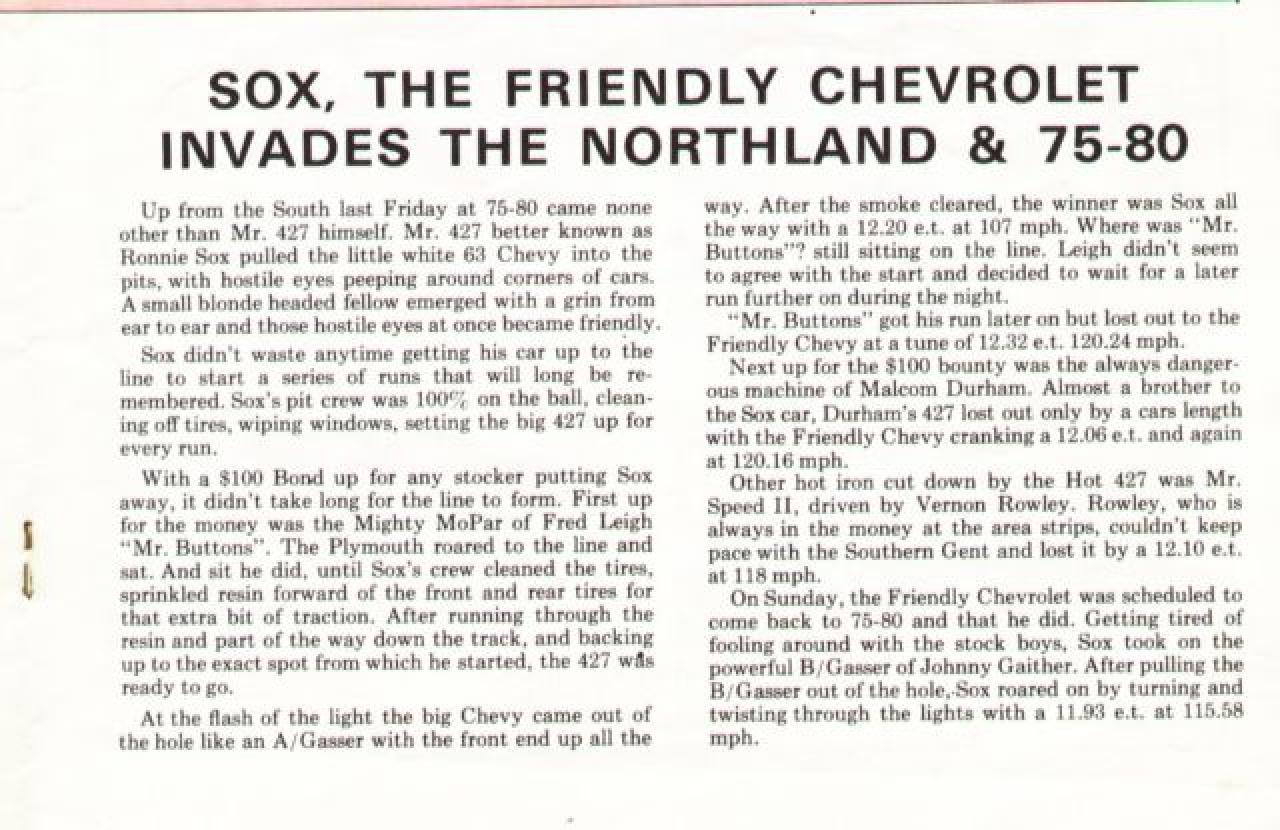 SOX, THE FRIENDLY CHEVROLET
INVADES THE NORTHLAND & 75-80
Up from the South last Friday at 75-80 came none
other than Mr. 427 himself. Mr. 427 better known as
Ronnie Sox pulled the little white 63 Chevy into the
pits, with hostile eyes peeping around corners of cars.
A small blonde headed fellow emerged with a grin from
ear to ear and those hostile eyes at once became friendly.
Sox didn't waste anytime getting his car up to the
line to start a series of runs that will long be re-
membered. Sox's pit crew was 100% on the ball, clean-
ing off tires, wiping windows, setting the big 427 up for
every run.
With a $100 Bond up for any stocker putting Sox
away, it didn't take long for the line to form. First up
for the money was the Mighty MoPar of Fred Leigh
"Mr. Buttons". The Plymouth roared to the line and
sat. And sit he did, until Sox's crew cleaned the tires,
sprinkled resin forward of the front and rear tires for
that extra bit of traction. After running through the
resin and part of the way down the track, and backing
up to the exact spot from which he started, the 427 was
ready to go.
At the flash of the light the big Chevy came out of
the hole like an A/Gasser with the front end up all the
way. After the smoke cleared, the winner was Sox all
the way with a 12.20 e.t. at 107 mph. Where was "Mr.
Buttons"? still sitting on the line. Leigh didn't seem
to agree with the start and decided to wait for a later
run further on during the night.
"Mr. Buttons" got his run later on but lost out to the
Friendly Chevy at a tune of 12.32 e.t. 120.24 mph.
Next up for the $100 bounty was the always danger-
ous machine of Malcom Durham. Almost a brother to
the Sox car, Durham's 427 lost out only by a cars length
with the Friendly Chevy cranking a 12.06 e.t. and again
at 120.16 mph.
Other hot iron cut down by the Hot 427 was Mr.
Speed II, driven by Vernon Rowley. Rowley, who is
always in the money at the area strips, couldn't keep
pace with the Southern Gent and lost it by a 12.10 e.t.
at 118 mph.
On Sunday, the Friendly Chevrolet was scheduled to
come back to 75-80 and that he did. Getting tired of
fooling around with the stock boys, Sox took on the
powerful B/Gasser of Johnny Gaither. After pulling the
B/Gasser out of the hole, Sox roared on by turning and
twisting through the lights with a 11.93 e.t. at 115.58
mph.